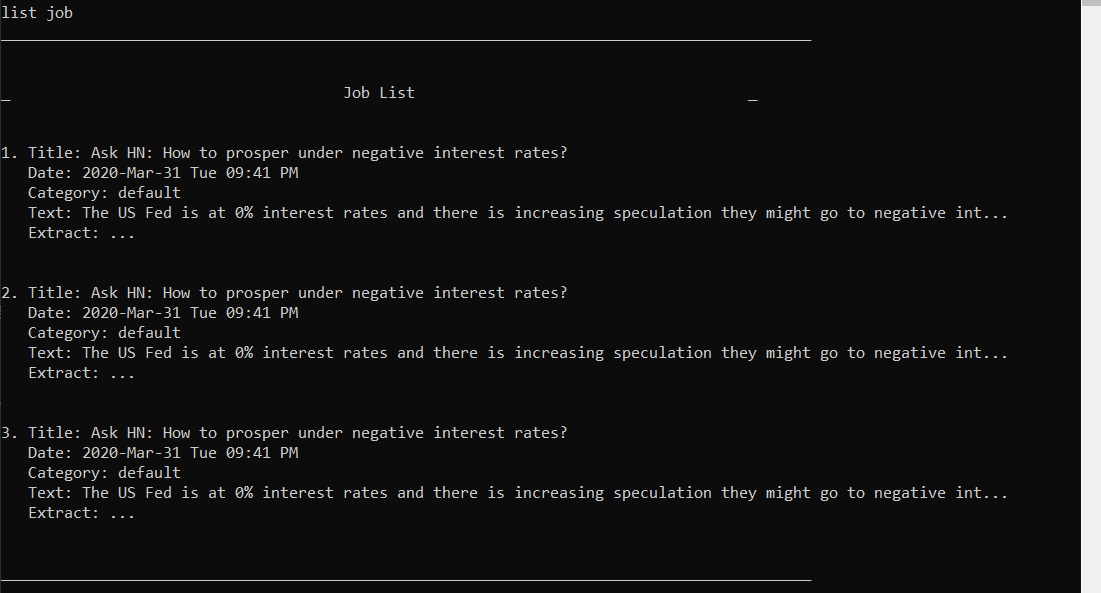 list job
_ Job List _
1. Title: Ask HN: How to prosper under negative interest rates?
Date: 2020-Mar-31 Tue 09:41 PM
Category: default
Text: The US Fed is at 0% interest rates and there is increasing speculation they might go to negative int...
Extract: ...
2. Title: Ask HN: How to prosper under negative interest rates?
Date: 2020-Mar-31 Tue 09:41 PM
Category: default
Text: The US Fed is at 0% interest rates and there is increasing speculation they might go to negative int...
Extract: ...
3. Title: Ask HN: How to prosper under negative interest rates?
Date: 2020-Mar-31 Tue 09:41 PM
Category: default
Text: The US Fed is at 0% interest rates and there is increasing speculation they might go to negative int...
Extract: ...